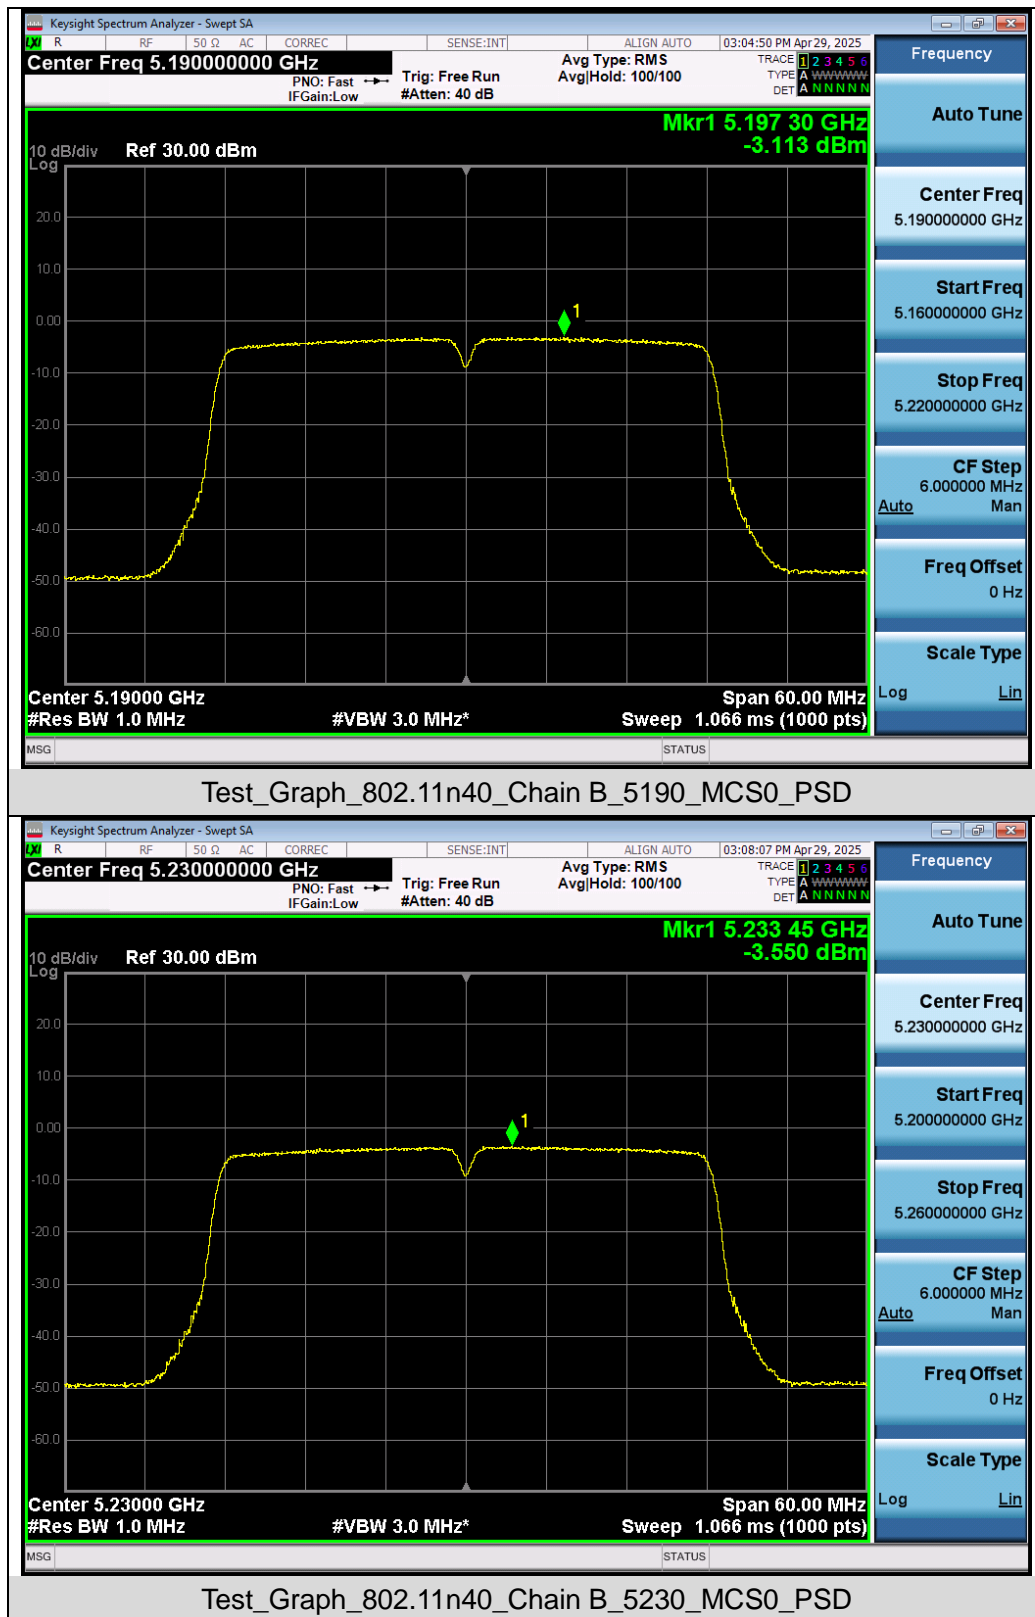 Keysight Spectrum Analyzer - Swept SA
LXI R RF 50 Ω AC CORREC SENSE:INT ALIGN AUTO 03:04:50 PM Apr 29, 2025
Center Freq 5.190000000 GHz
PNO: Fast
IFGain:Low
Trig: Free Run
#Atten: 40 dB
Avg Type: RMS
Avg|Hold: 100/100
TRACE 1 2 3 4 5 6
TYPE A WWWWW
DET A N N N N N
Mkr1 5.197 30 GHz
-3.113 dBm
10 dB/div Ref 30.00 dBm
Log
20.0
10.0
0.00
-10.0
-20.0
-30.0
-40.0
-50.0
-60.0
1
Center 5.19000 GHz
Span 60.00 MHz
#Res BW 1.0 MHz
#VBW 3.0 MHz*
Sweep 1.066 ms (1000 pts)
MSG
STATUS
Frequency
Auto Tune
Center Freq
5.190000000 GHz
Start Freq
5.160000000 GHz
Stop Freq
5.220000000 GHz
CF Step
6.000000 MHz
Auto Man
Freq Offset
0 Hz
Scale Type
Log Lin
Test_Graph_802.11n40_Chain B_5190_MCS0_PSD
Keysight Spectrum Analyzer - Swept SA
LXI R RF 50 Ω AC CORREC SENSE:INT ALIGN AUTO 03:08:07 PM Apr 29, 2025
Center Freq 5.230000000 GHz
PNO: Fast
IFGain:Low
Trig: Free Run
#Atten: 40 dB
Avg Type: RMS
Avg|Hold: 100/100
TRACE 1 2 3 4 5 6
TYPE A WWWWW
DET A N N N N N
Mkr1 5.233 45 GHz
-3.550 dBm
10 dB/div Ref 30.00 dBm
Log
20.0
10.0
0.00
-10.0
-20.0
-30.0
-40.0
-50.0
-60.0
1
Center 5.23000 GHz
Span 60.00 MHz
#Res BW 1.0 MHz
#VBW 3.0 MHz*
Sweep 1.066 ms (1000 pts)
MSG
STATUS
Frequency
Auto Tune
Center Freq
5.230000000 GHz
Start Freq
5.200000000 GHz
Stop Freq
5.260000000 GHz
CF Step
6.000000 MHz
Auto Man
Freq Offset
0 Hz
Scale Type
Log Lin
Test_Graph_802.11n40_Chain B_5230_MCS0_PSD